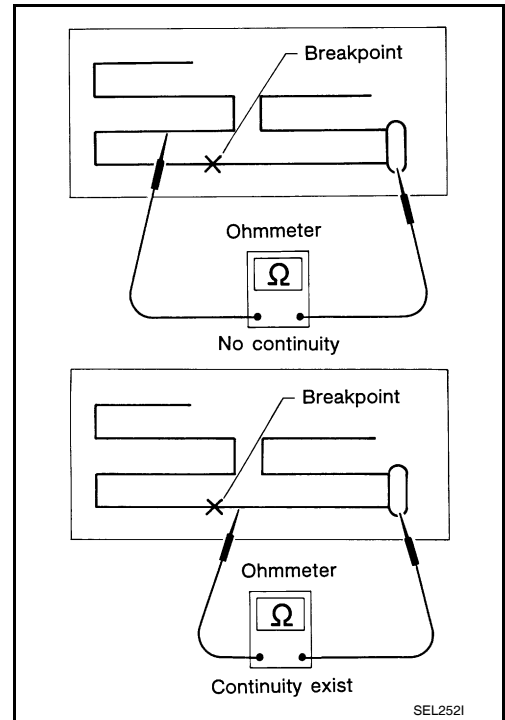 Breakpoint
Ohmmeter
Ω
No continuity
Breakpoint
Ohmmeter
Ω
Continuity exist
SEL252I